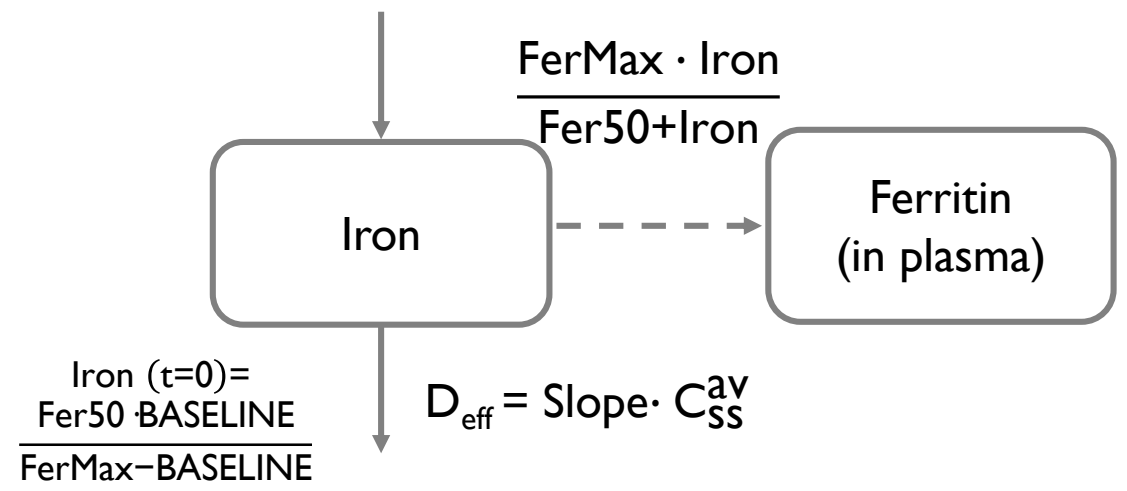 FerMax · Iron
Fer50+Iron
Iron
Ferritin
(in plasma)
Iron (t=0)=
Fer50 ·BASELINE
FerMax−BASELINE
D_eff = Slope· C_ss^av